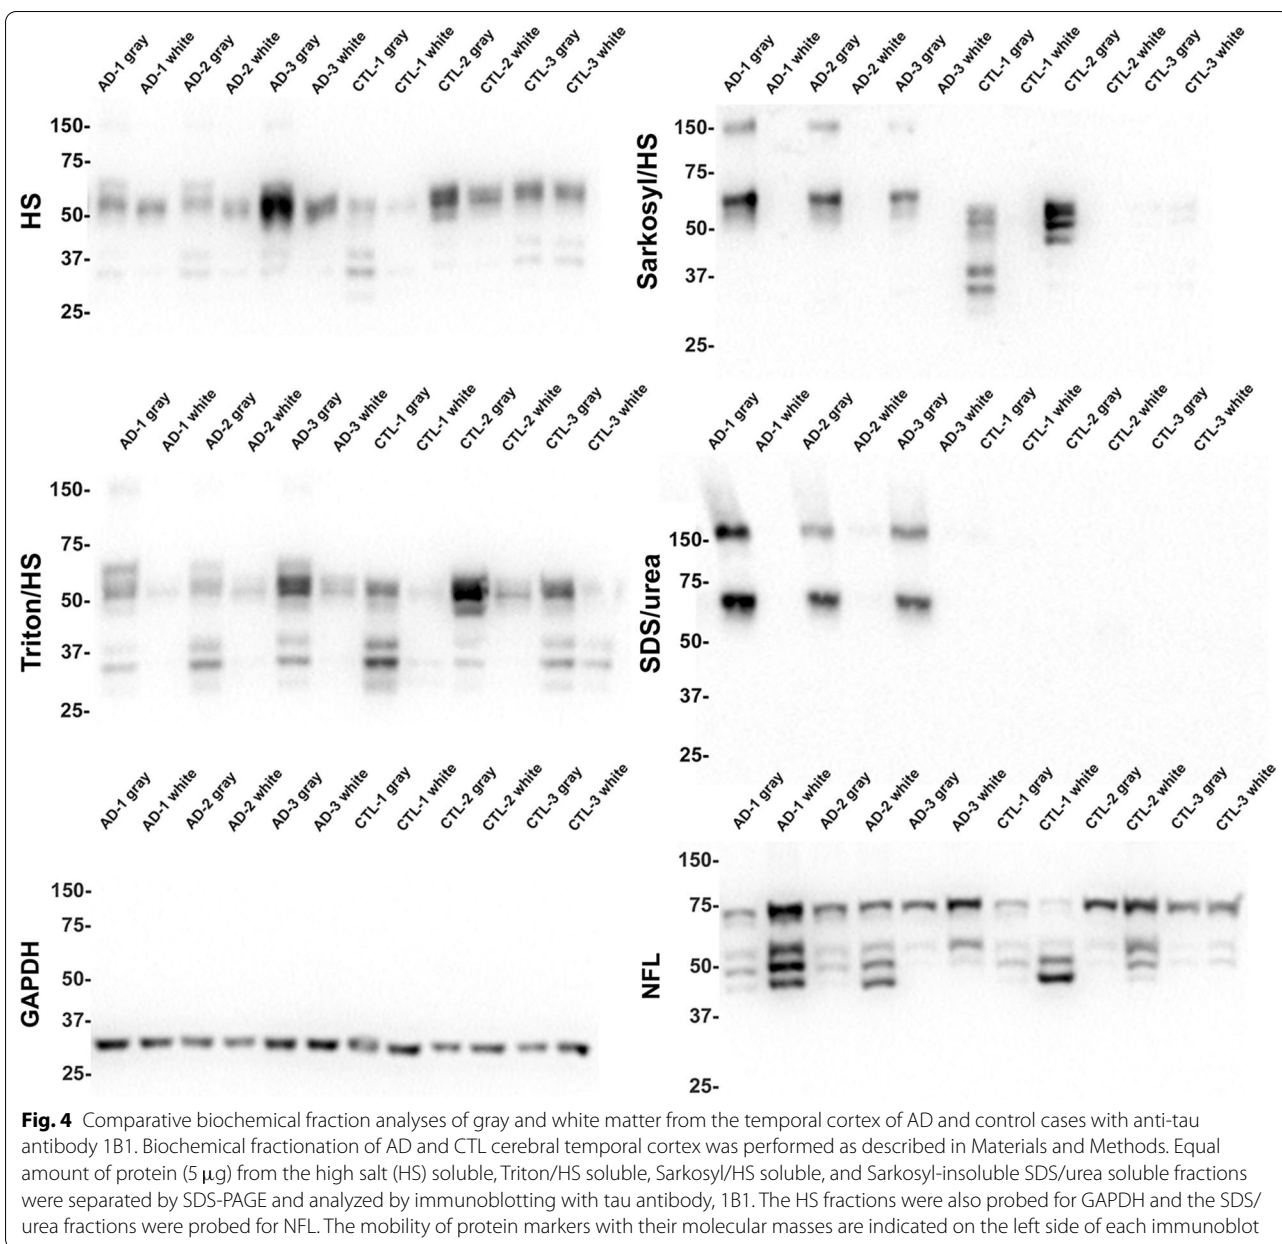 AD-1 gray
AD-1 white
AD-2 gray
AD-2 white
AD-3 gray
AD-3 white
CTL-1 gray
CTL-1 white
CTL-2 gray
CTL-2 white
CTL-3 gray
CTL-3 white
HS
150-
75-
50-
37-
25-
AD-1 gray
AD-1 white
AD-2 gray
AD-2 white
AD-3 gray
AD-3 white
CTL-1 gray
CTL-1 white
CTL-2 gray
CTL-2 white
CTL-3 gray
CTL-3 white
Sarkosyl/HS
150-
75-
50-
37-
25-
AD-1 gray
AD-1 white
AD-2 gray
AD-2 white
AD-3 gray
AD-3 white
CTL-1 gray
CTL-1 white
CTL-2 gray
CTL-2 white
CTL-3 gray
CTL-3 white
Triton/HS
150-
75-
50-
37-
25-
AD-1 gray
AD-1 white
AD-2 gray
AD-2 white
AD-3 gray
AD-3 white
CTL-1 gray
CTL-1 white
CTL-2 gray
CTL-2 white
CTL-3 gray
CTL-3 white
SDS/urea
150-
75-
50-
37-
25-
AD-1 gray
AD-1 white
AD-2 gray
AD-2 white
AD-3 gray
AD-3 white
CTL-1 gray
CTL-1 white
CTL-2 gray
CTL-2 white
CTL-3 gray
CTL-3 white
GAPDH
150-
75-
50-
37-
25-
AD-1 gray
AD-1 white
AD-2 gray
AD-2 white
AD-3 gray
AD-3 white
CTL-1 gray
CTL-1 white
CTL-2 gray
CTL-2 white
CTL-3 gray
CTL-3 white
NFL
150-
75-
50-
37-
25-
Fig. 4 Comparative biochemical fraction analyses of gray and white matter from the temporal cortex of AD and control cases with anti-tau
antibody 1B1. Biochemical fractionation of AD and CTL cerebral temporal cortex was performed as described in Materials and Methods. Equal
amount of protein (5 μg) from the high salt (HS) soluble, Triton/HS soluble, Sarkosyl/HS soluble, and Sarkosyl-insoluble SDS/urea soluble fractions
were separated by SDS-PAGE and analyzed by immunoblotting with tau antibody, 1B1. The HS fractions were also probed for GAPDH and the SDS/
urea fractions were probed for NFL. The mobility of protein markers with their molecular masses are indicated on the left side of each immunoblot